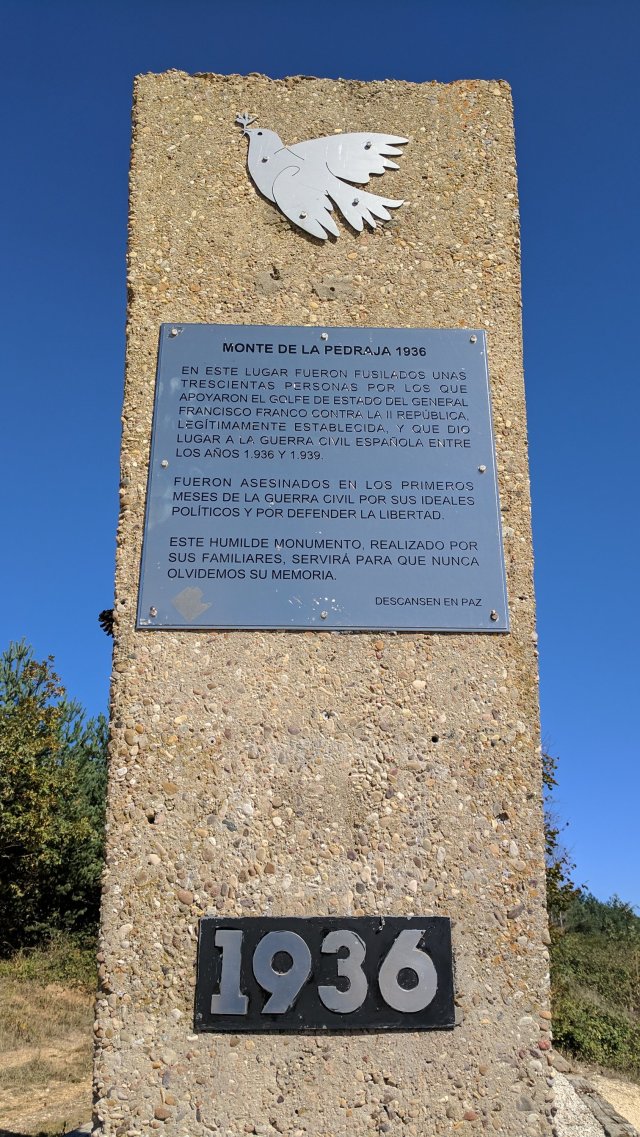 MONTE DE LA PEDRAJA 1936
EN ESTE LUGAR FUERON FUSILADOS UNAS
TRESCIENTAS PERSONAS POR LOS QUE
APOYARON EL GOLFE DE ESTADO DEL GENERAL
FRANCISCO FRANCO CONTRA LA II REPÚBLICA,
LEGÍTIMAMENTE ESTABLECIDA, Y QUE DIO
LUGAR A LA GUERRA CIVIL ESPAÑOLA ENTRE
LOS AÑOS 1.936 Y 1.939.
FUERON ASESINADOS EN LOS PRIMEROS
MESES DE LA GUERRA CIVIL POR SUS IDEALES
POLÍTICOS Y POR DEFENDER LA LIBERTAD.
ESTE HUMILDE MONUMENTO, REALIZADO POR
SUS FAMILIARES, SERVIRÁ PARA QUE NUNCA
OLVIDEMOS SU MEMORIA.
DESCANSEN EN PAZ
1936